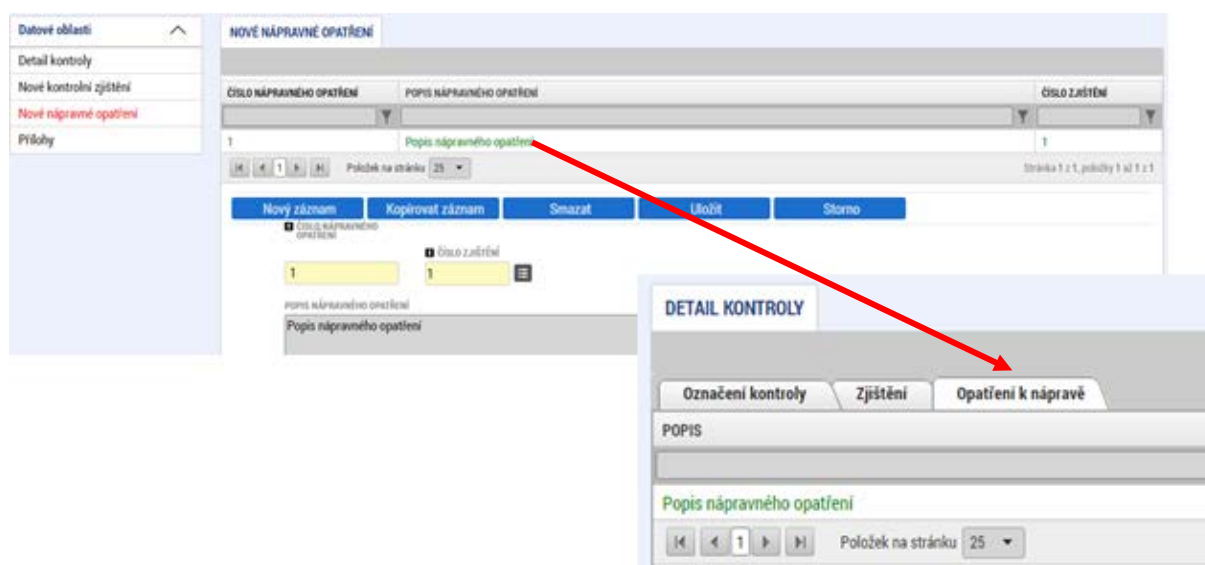 Datové oblasti
Detail kontroly
Nové kontrolní zjištění
Nové nápravné opatření
Přílohy
NOVÉ NÁPRAVNÉ OPATŘENÍ
ČÍSLO NÁPRAVNÉHO OPATŘENÍ POPIS NÁPRAVNÉHO OPATŘENÍ ČÍSLO ZJIŠTĚNÍ
1 Popis nápravného opatření 1
1 Položek na stránku 25 Stránka 1 z 1, položky 1 až 1 z 1
Nový záznam Kopírovat záznam Smazat Uložit Storno
ČÍSLO NÁPRAVNÉHO
OPATŘENÍ
ČÍSLO ZJIŠTĚNÍ
1 1
POPIS NÁPRAVNÉHO OPATŘENÍ
Popis nápravného opatření
DETAIL KONTROLY
Označení kontroly Zjištění Opatření k nápravě
POPIS
Popis nápravného opatření
1 Položek na stránku 25